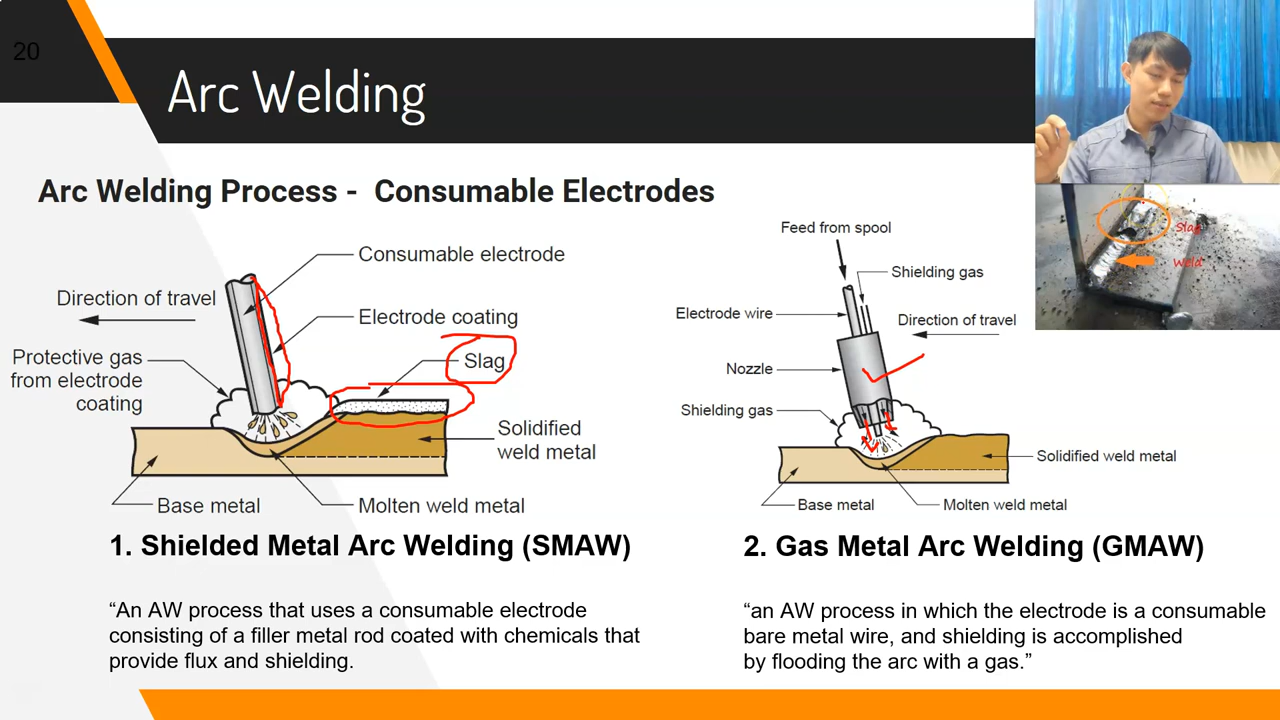 20
Arc Welding
Arc Welding Process - Consumable Electrodes
Consumable electrode
Direction of travel
Electrode coating
Protective gas
from electrode
coating
Slag
Solidified
weld metal
Base metal
Molten weld metal
1. Shielded Metal Arc Welding (SMAW)
“An AW process that uses a consumable electrode
consisting of a filler metal rod coated with chemicals that
provide flux and shielding.
Feed from spool
Shielding gas
Electrode wire
Direction of travel
Nozzle
Shielding gas
Solidified weld metal
Base metal
Molten weld metal
2. Gas Metal Arc Welding (GMAW)
“an AW process in which the electrode is a consumable
bare metal wire, and shielding is accomplished
by flooding the arc with a gas.”
Slag
Weld